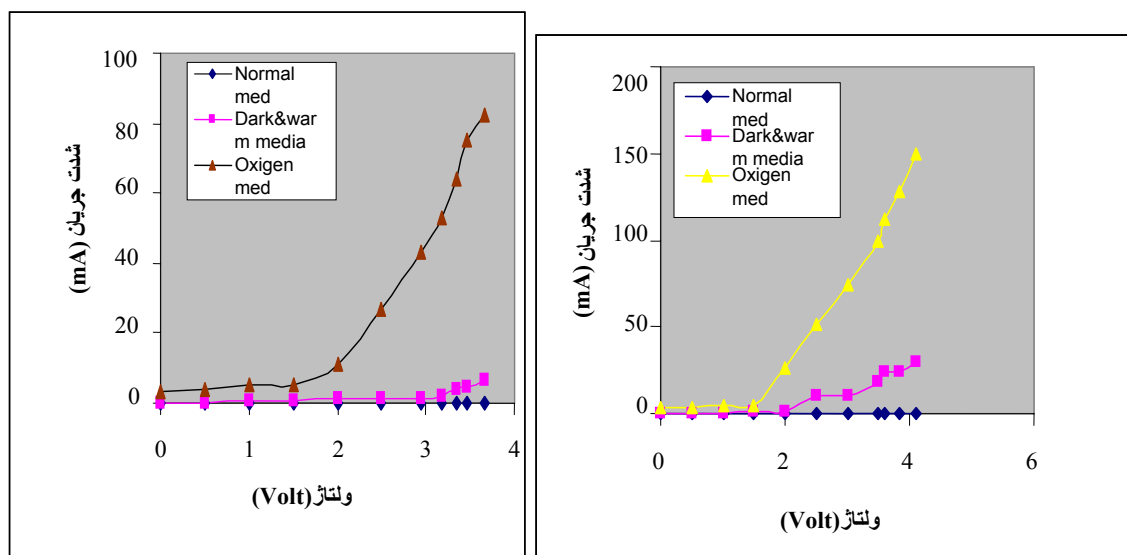 100
80
60
40
20
0
شدت جریان (mA)
Normal
med
Dark&war
m media
Oxigen
med
0 1 2 3 4
ولتاژ(Volt)
200
150
100
50
0
شدت جریان (mA)
Normal
med
Dark&war
m media
Oxigen
med
0 2 4 6
ولتاژ(Volt)